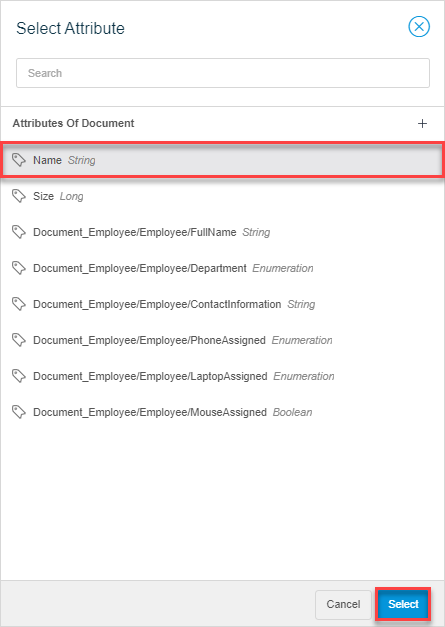 Select Attribute
Search
Attributes Of Document
Name String
Size Long
Document_Employee/Employee/FullName String
Document_Employee/Employee/Department Enumeration
Document_Employee/Employee/ContactInformation String
Document_Employee/Employee/PhoneAssigned Enumeration
Document_Employee/Employee/LaptopAssigned Enumeration
Document_Employee/Employee/MouseAssigned Boolean
Cancel Select